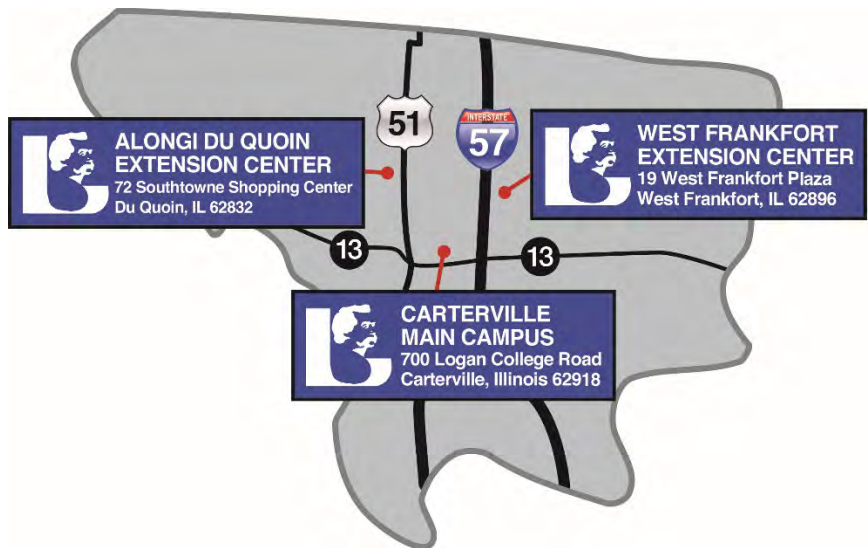 51
INTERSTATE
57
ALONGI DU QUOIN
EXTENSION CENTER
72 Southtowne Shopping Center
Du Quoin, IL 62832
WEST FRANKFORT
EXTENSION CENTER
19 West Frankfort Plaza
West Frankfort, IL 62896
13
13
CARTERVILLE
MAIN CAMPUS
700 Logan College Road
Carterville, Illinois 62918